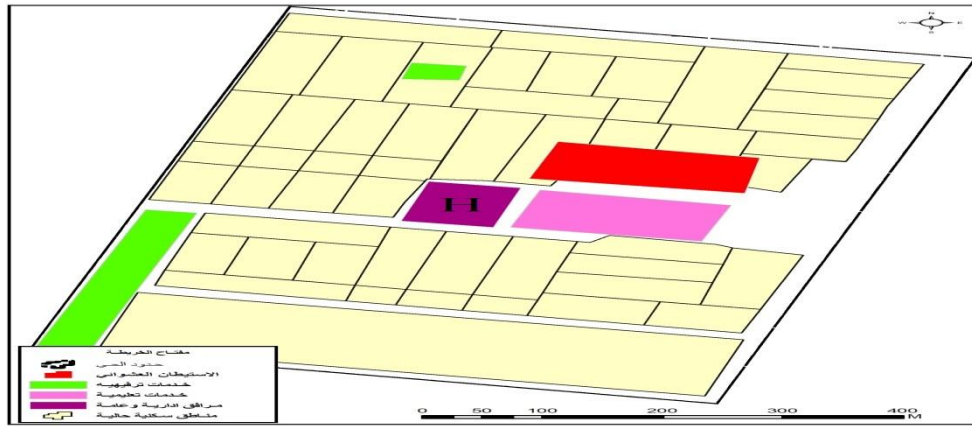 N
W E
S
H
مفتاح الخريطة
حدود الحي
الاستيطان العشوائي
خدمات ترفيهية
خدمات تعليمية
مرافق ادارية وعامة
مناطق سكنية حالية
0 50 100 200 300 400
M